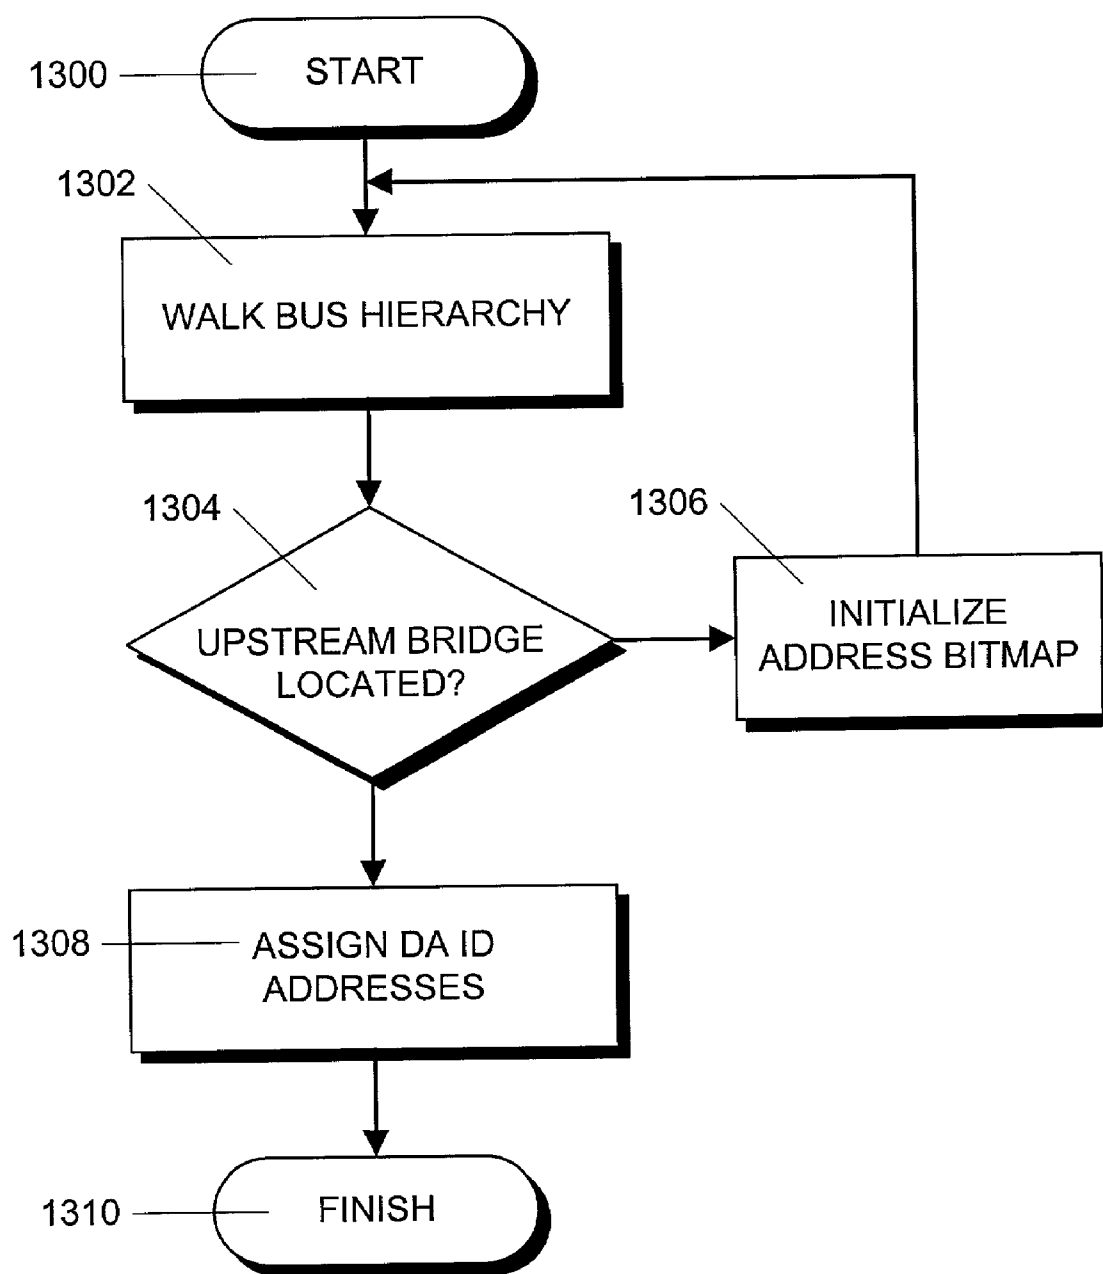 1300
START
1302
WALK BUS HIERARCHY
1304
UPSTREAM BRIDGE
LOCATED?
1306
INITIALIZE
ADDRESS BITMAP
1308
ASSIGN DA ID
ADDRESSES
1310
FINISH